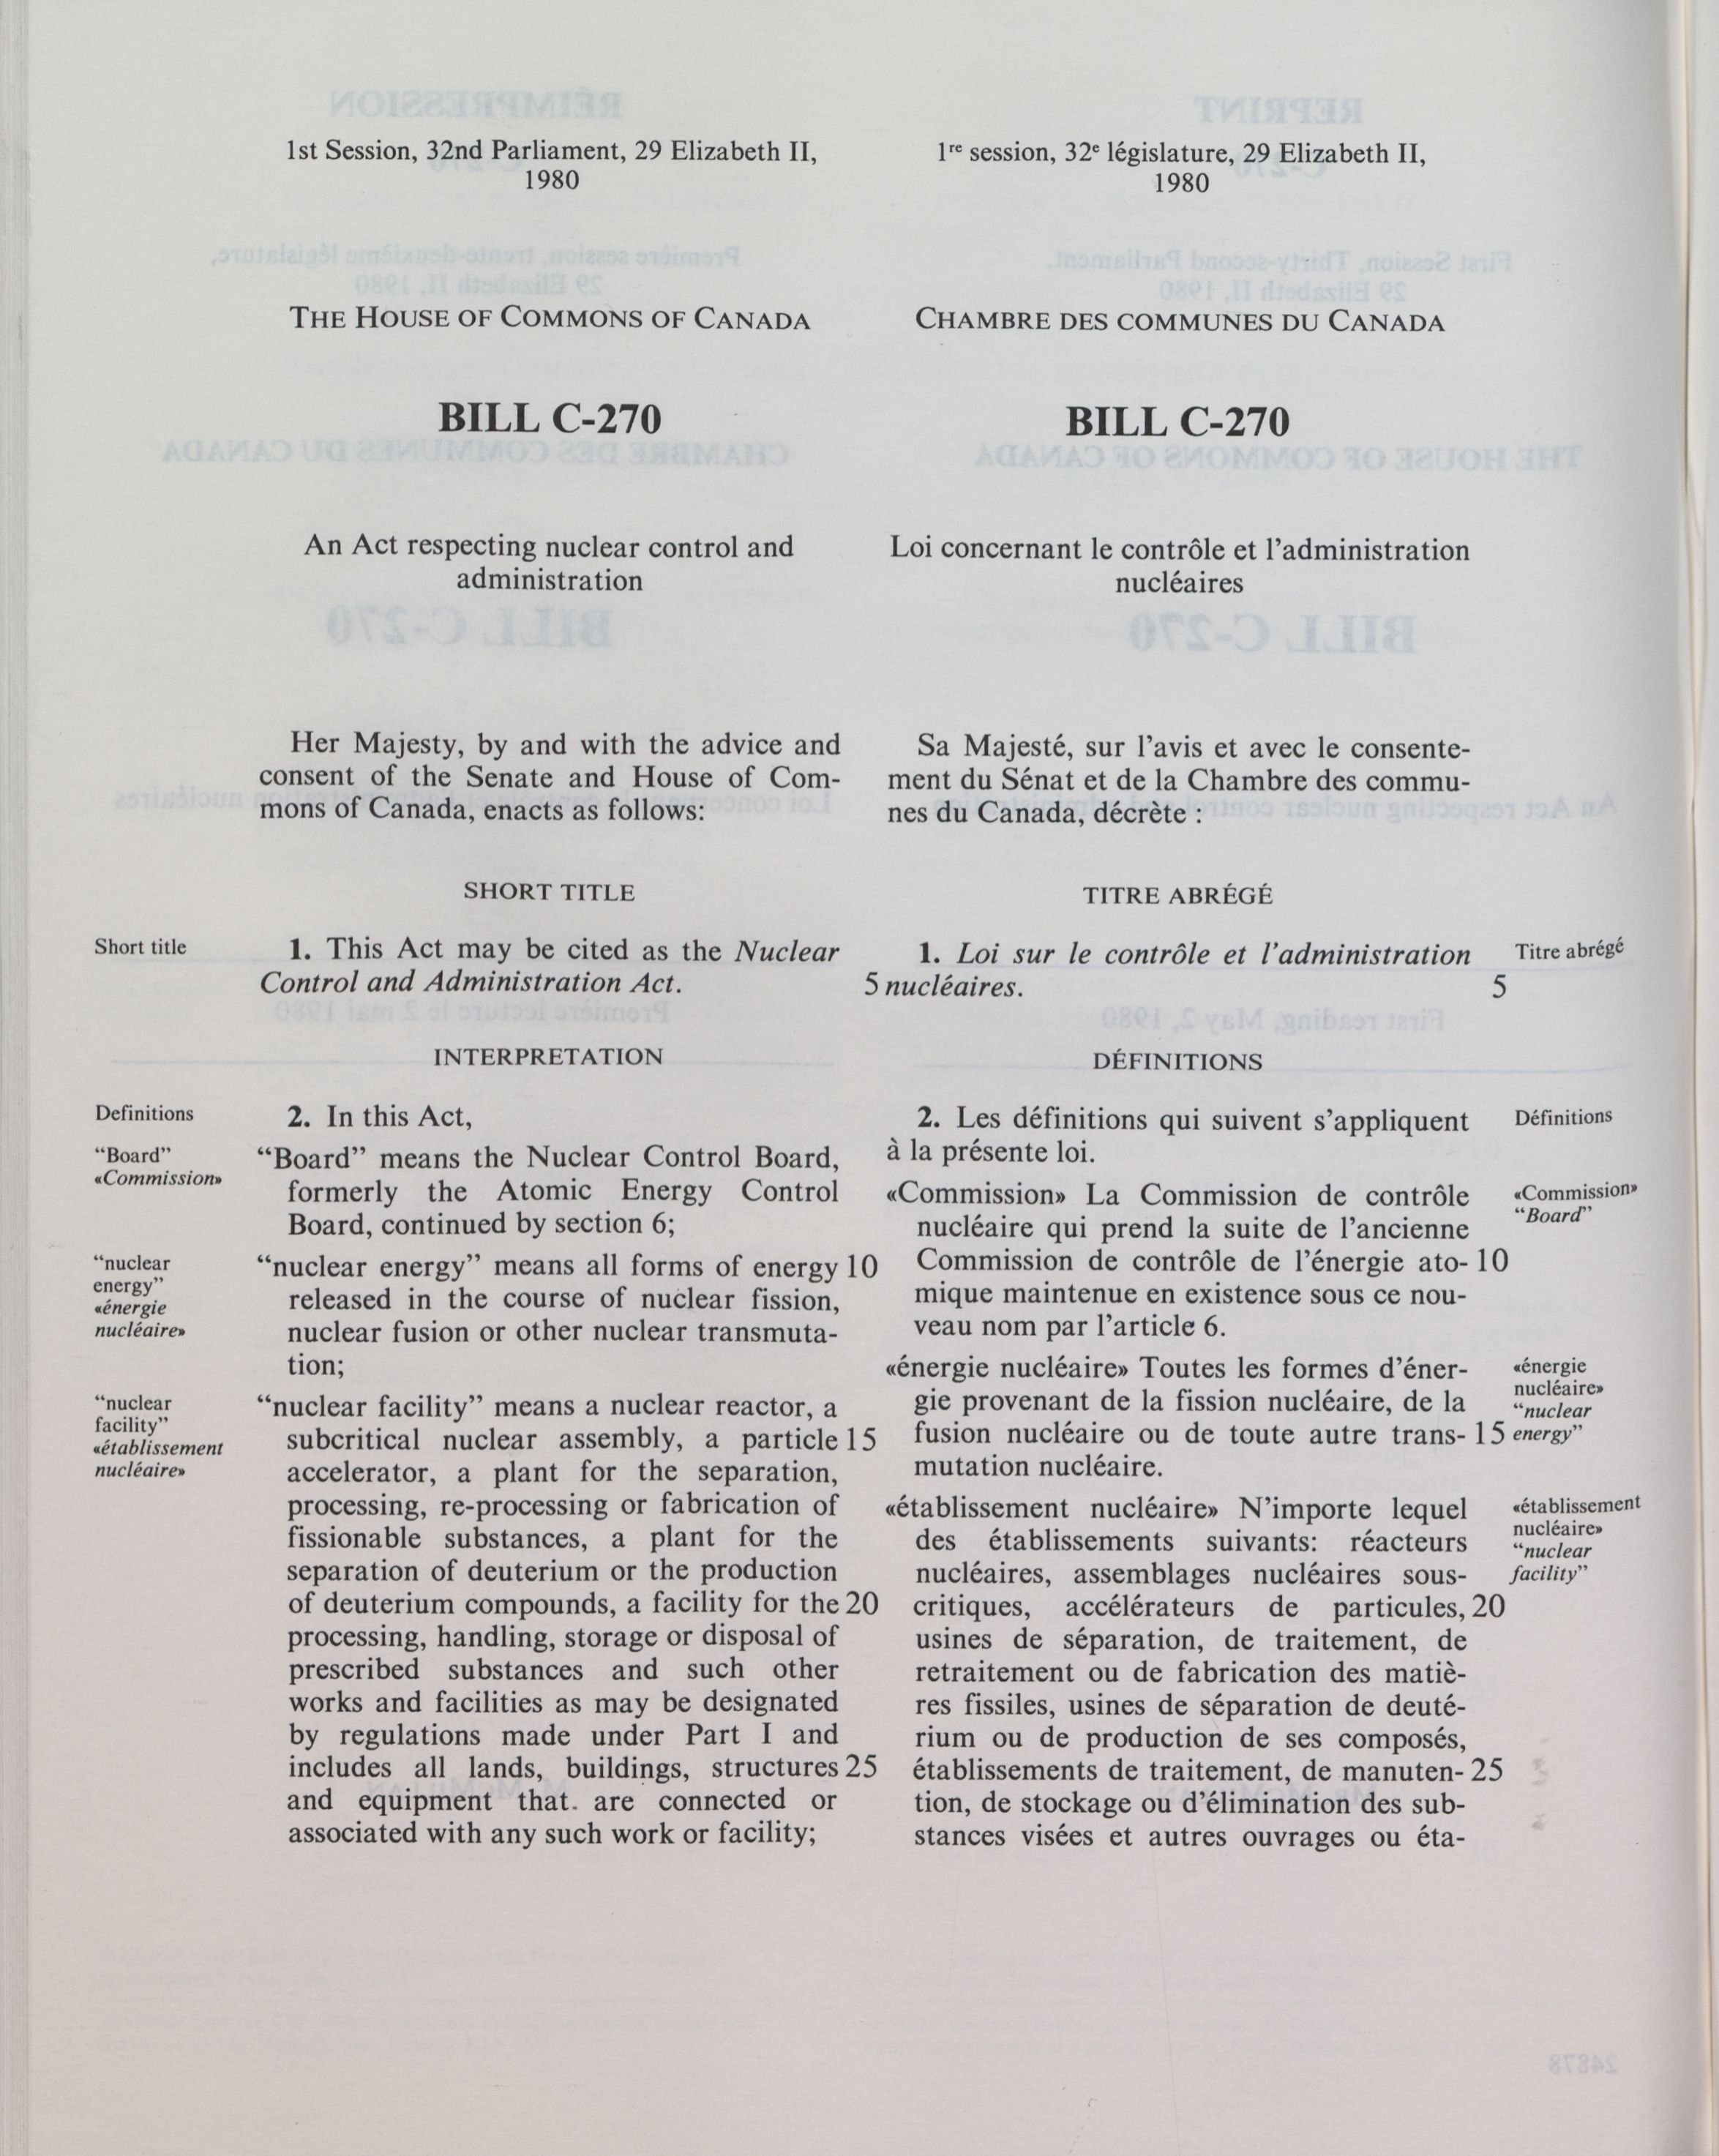 1st Session, 32nd Parliament, 29 Elizabeth II,
1980
THE HOUSE OF COMMONS OF CANADA
BILL C-270
An Act respecting nuclear control and
administration
Her Majesty, by and with the advice and
consent of the Senate and House of Com-
mons of Canada, enacts as follows:
SHORT TITLE
Short title
1. This Act may be cited as the Nuclear
Control and Administration Act. 5
INTERPRETATION
Definitions
2. In this Act,
“Board”
«Commission»
“Board” means the Nuclear Control Board,
formerly the Atomic Energy Control
Board, continued by section 6;
“nuclear
energy”
«énergie
nucléaire»
“nuclear energy” means all forms of energy 10
released in the course of nuclear fission,
nuclear fusion or other nuclear transmuta-
tion;
“nuclear
facility”
«établissement
nucléaire»
“nuclear facility” means a nuclear reactor, a
subcritical nuclear assembly, a particle 15
accelerator, a plant for the separation,
processing, re-processing or fabrication of
fissionable substances, a plant for the
separation of deuterium or the production
of deuterium compounds, a facility for the 20
processing, handling, storage or disposal of
prescribed substances and such other
works and facilities as may be designated
by regulations made under Part I and
includes all lands, buildings, structures 25
and equipment that are connected or
associated with any such work or facility;
1re session, 32e législature, 29 Elizabeth II,
1980
CHAMBRE DES COMMUNES DU CANADA
BILL C-270
Loi concernant le contrôle et l’administration
nucléaires
Sa Majesté, sur l’avis et avec le consente-
ment du Sénat et de la Chambre des commu-
nes du Canada, décrète :
TITRE ABRÉGÉ
1. Loi sur le contrôle et l’administration
nucléaires. 5
Titre abrégé
DÉFINITIONS
2. Les définitions qui suivent s’appliquent
à la présente loi.
Définitions
«Commission» La Commission de contrôle
nucléaire qui prend la suite de l’ancienne
Commission de contrôle de l’énergie ato- 10
mique maintenue en existence sous ce nou-
veau nom par l’article 6.
«Commission»
“Board”
«énergie nucléaire» Toutes les formes d’éner-
gie provenant de la fission nucléaire, de la
fusion nucléaire ou de toute autre trans- 15
mutation nucléaire.
«énergie
nucléaire»
“nuclear
energy”
«établissement nucléaire» N’importe lequel
des établissements suivants: réacteurs
nucléaires, assemblages nucléaires sous-
critiques, accélérateurs de particules, 20
usines de séparation, de traitement, de
retraitement ou de fabrication des matiè-
res fissiles, usines de séparation de deuté-
rium ou de production de ses composés,
établissements de traitement, de manuten- 25
tion, de stockage ou d’élimination des sub-
stances visées et autres ouvrages ou éta-
«établissement
nucléaire»
“nuclear
facility”